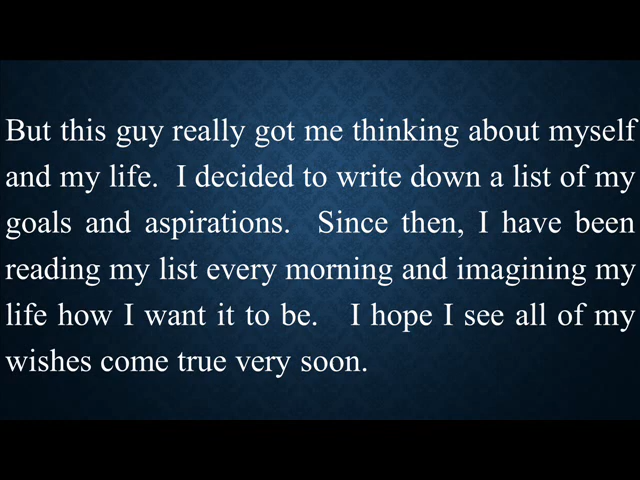 But this guy really got me thinking about myself
and my life.  I decided to write down a list of my
goals and aspirations.  Since then, I have been
reading my list every morning and imagining my
life how I want it to be.   I hope I see all of my
wishes come true very soon.